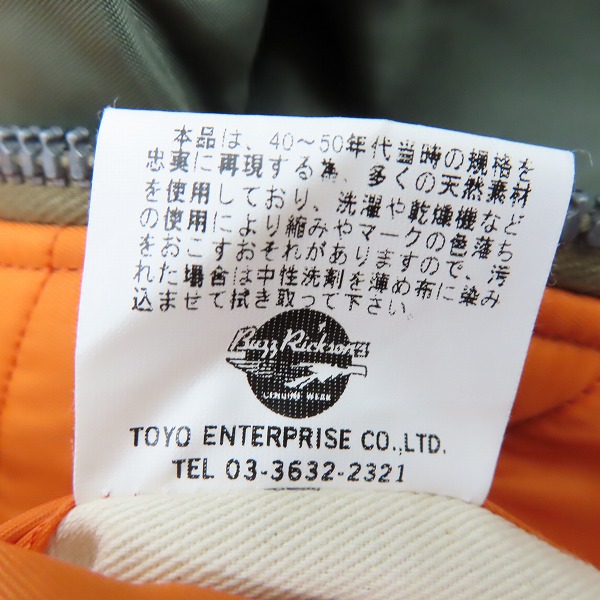 本品は、40〜50年代当時の規格を
忠実に再現する為、多くの天然素材
を使用しており、洗濯や乾燥機など
の使用により縮みやマークの色落ち
をおこすおそれがありますので、汚
れた場合は中性洗剤を薄め布に染み
込ませて拭き取って下さい。
Buzz Rickson's
GENUINE WEAR
TOYO ENTERPRISE CO.,LTD.
TEL 03-3632-2321